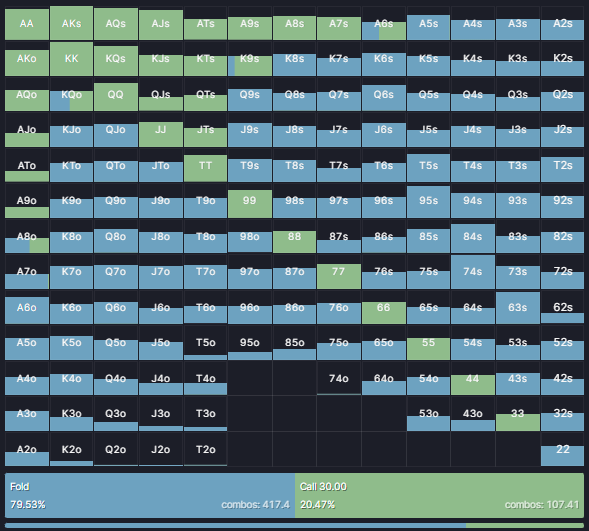 AA AKs AQs AJs ATs A9s A8s A7s A6s A5s A4s A3s A2s
AKo KK KQs KJs KTs K9s K8s K7s K6s K5s K4s K3s K2s
AQo KQo QQ QJs QTs Q9s Q8s Q7s Q6s Q5s Q4s Q3s Q2s
AJo KJo QJo JJ JTs J9s J8s J7s J6s J5s J4s J3s J2s
ATo KTo QTo JTo TT T9s T8s T7s T6s T5s T4s T3s T2s
A9o K9o Q9o J9o T9o 99 98s 97s 96s 95s 94s 93s 92s
A8o K8o Q8o J8o T8o 98o 88 87s 86s 85s 84s 83s 82s
A7o K7o Q7o J7o T7o 97o 87o 77 76s 75s 74s 73s 72s
A6o K6o Q6o J6o T6o 96o 86o 76o 66 65s 64s 63s 62s
A5o K5o Q5o J5o T5o 95o 85o 75o 65o 55 54s 53s 52s
A4o K4o Q4o J4o T4o 74o 64o 54o 44 43s 42s
A3o K3o Q3o J3o T3o 53o 43o 33 32s
A2o K2o Q2o J2o T2o 22
Fold Call 30.00
79.53% combos: 417.4 20.47% combos: 107.41